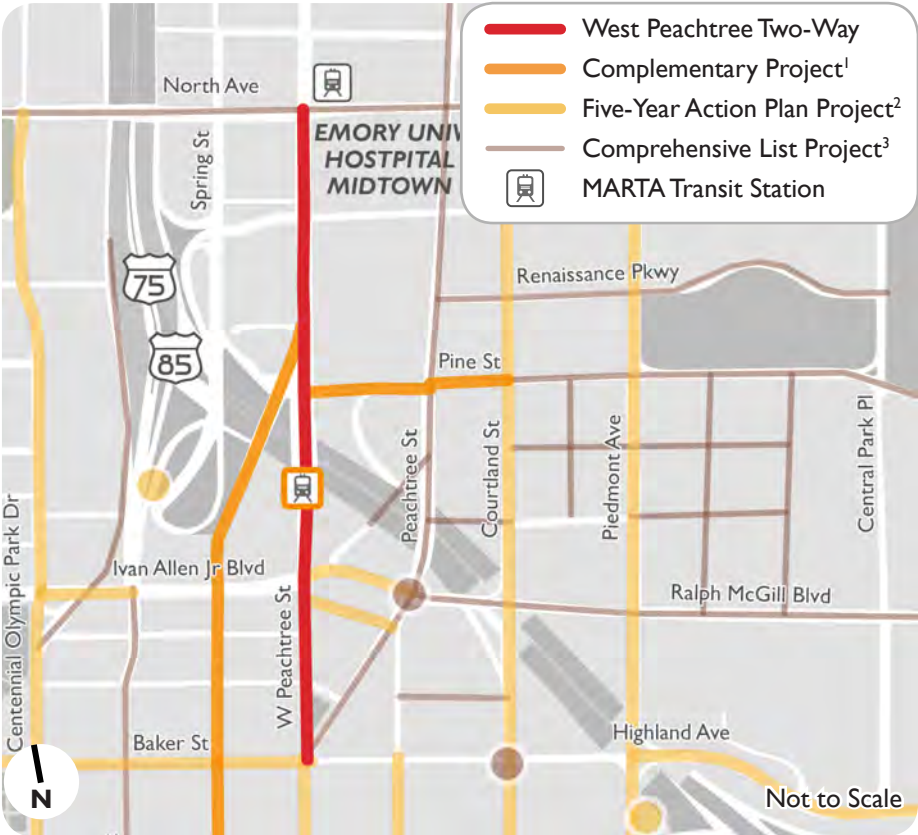 West Peachtree Two-Way
Complementary Project¹
Five-Year Action Plan Project²
Comprehensive List Project³
MARTA Transit Station
North Ave
EMORY UNIV
HOSTPITAL
MIDTOWN
Spring St
75
85
Renaissance Pkwy
Pine St
Peachtree St
Courtland St
Piedmont Ave
Central Park Pl
Centennial Olympic Park Dr
Ivan Allen Jr Blvd
W Peachtree St
Ralph McGill Blvd
Baker St
Highland Ave
N
Not to Scale